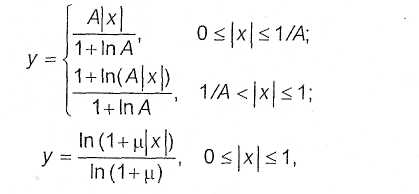 y = { A|x| / (1 + ln A), 0 ≤ |x| ≤ 1/A;
1 + ln(A|x|) / (1 + ln A), 1/A < |x| ≤ 1;
y = ln (1 + μ|x|) / ln (1 + μ), 0 ≤ |x| ≤ 1,